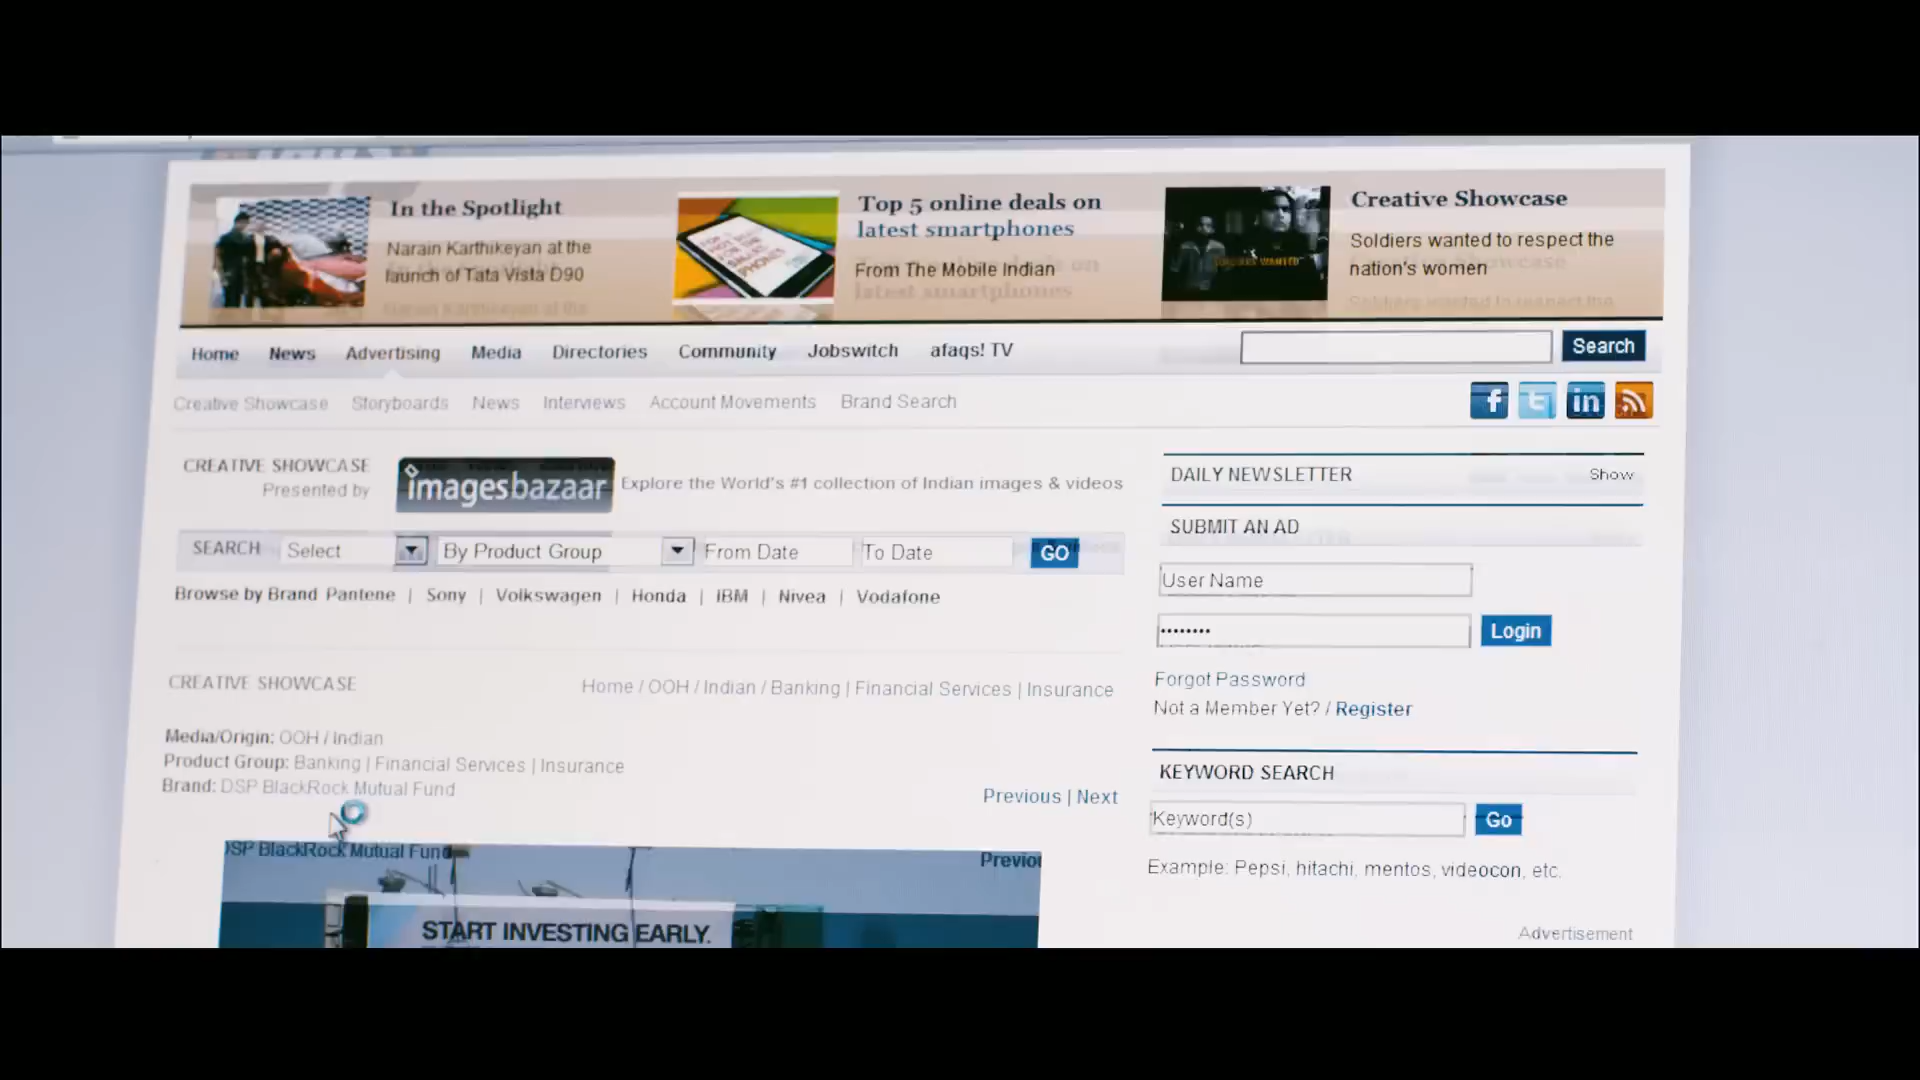 In the Spotlight
Narain Karthikeyan at the
launch of Tata Vista D90
Top 5 online deals on
latest smartphones
From The Mobile Indian
SOLDIERS WANTED
Creative Showcase
Soldiers wanted to respect the
nation's women
Home News Advertising Media Directories Community Jobswitch afaqs! TV
Search
Creative Showcase Storyboards News Interviews Account Movements Brand Search
CREATIVE SHOWCASE
Presented by
imagesbazaar
Explore the World's #1 collection of Indian images & videos
SEARCH Select By Product Group From Date To Date GO
Browse by Brand Pantene | Sony | Volkswagen | Honda | IBM | Nivea | Vodafone
CREATIVE SHOWCASE
Home / OOH / Indian / Banking | Financial Services | Insurance
Media/Origin: OOH / Indian
Product Group: Banking | Financial Services | Insurance
Brand: DSP BlackRock Mutual Fund
Previous | Next
DSP BlackRock Mutual Fund
START INVESTING EARLY.
DAILY NEWSLETTER Show
SUBMIT AN AD
User Name
Login
Forgot Password
Not a Member Yet? / Register
KEYWORD SEARCH
Keyword(s) Go
Example: Pepsi, hitachi, mentos, videocon, etc.
Advertisement